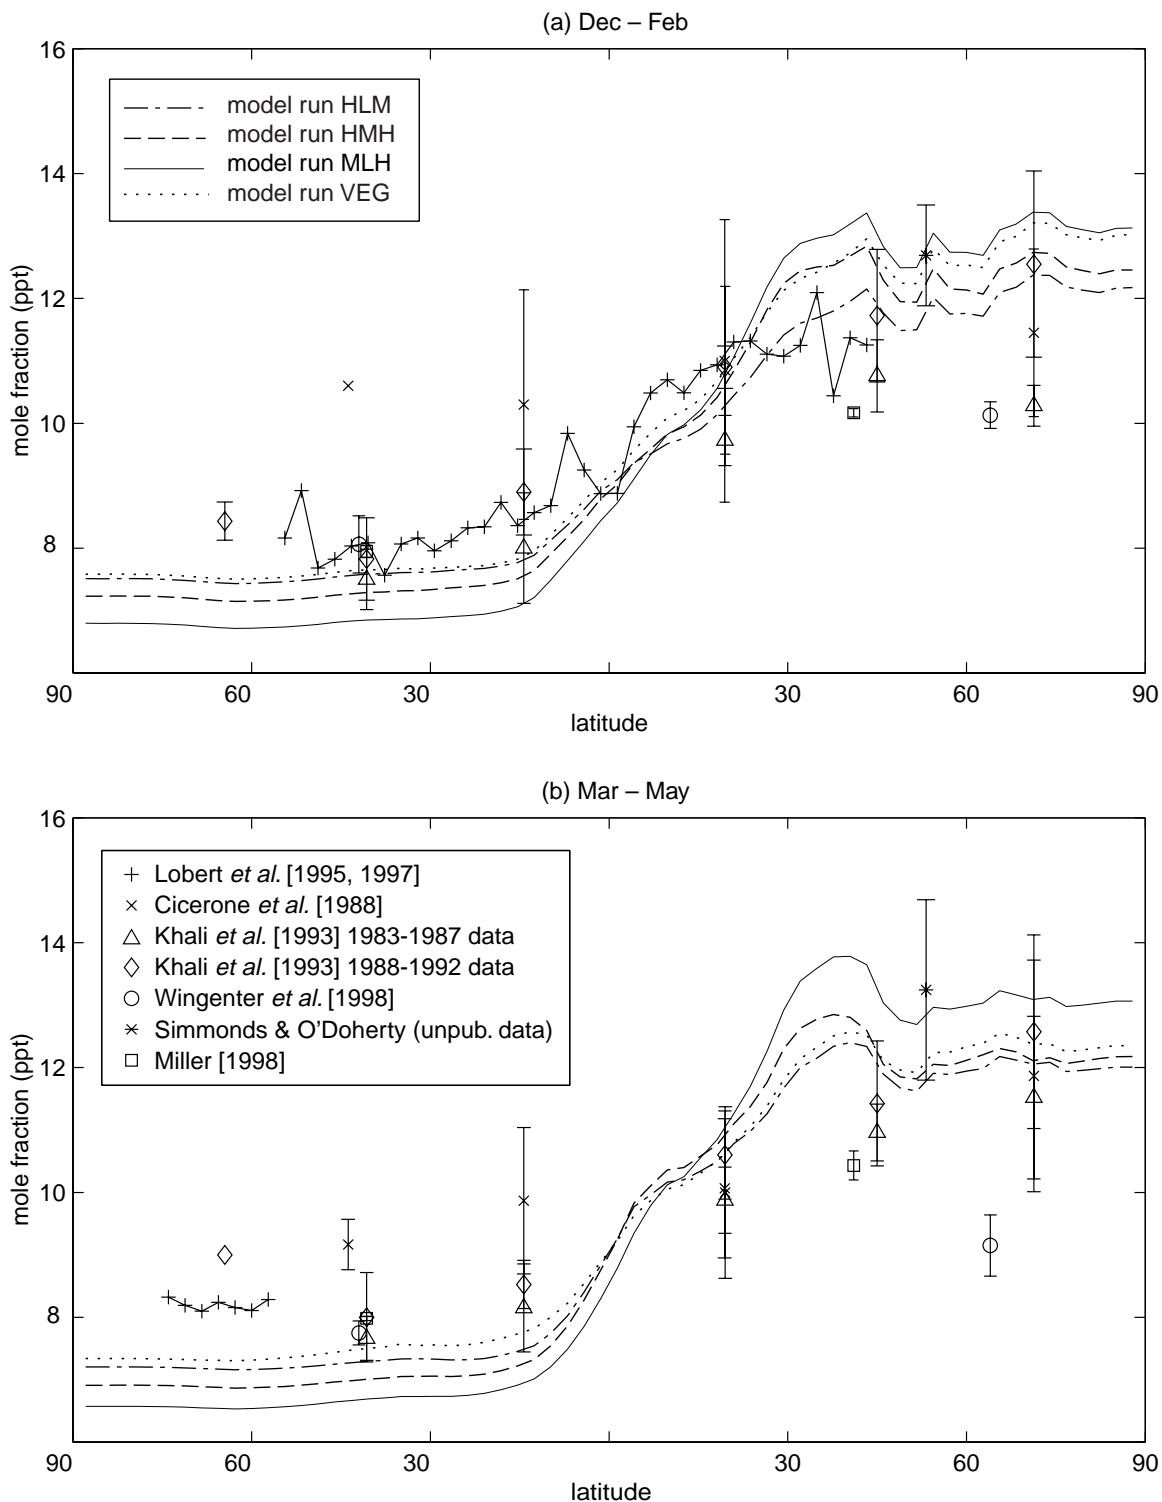 (a) Dec – Feb
16
14
12
10
8
mole fraction (ppt)
model run HLM
model run HMH
model run MLH
model run VEG
90 60 30 30 60 90
latitude
(b) Mar – May
16
14
12
10
8
mole fraction (ppt)
Lobert et al. [1995, 1997]
Cicerone et al. [1988]
Khali et al. [1993] 1983-1987 data
Khali et al. [1993] 1988-1992 data
Wingenter et al. [1998]
Simmonds & O'Doherty (unpub. data)
Miller [1998]
90 60 30 30 60 90
latitude